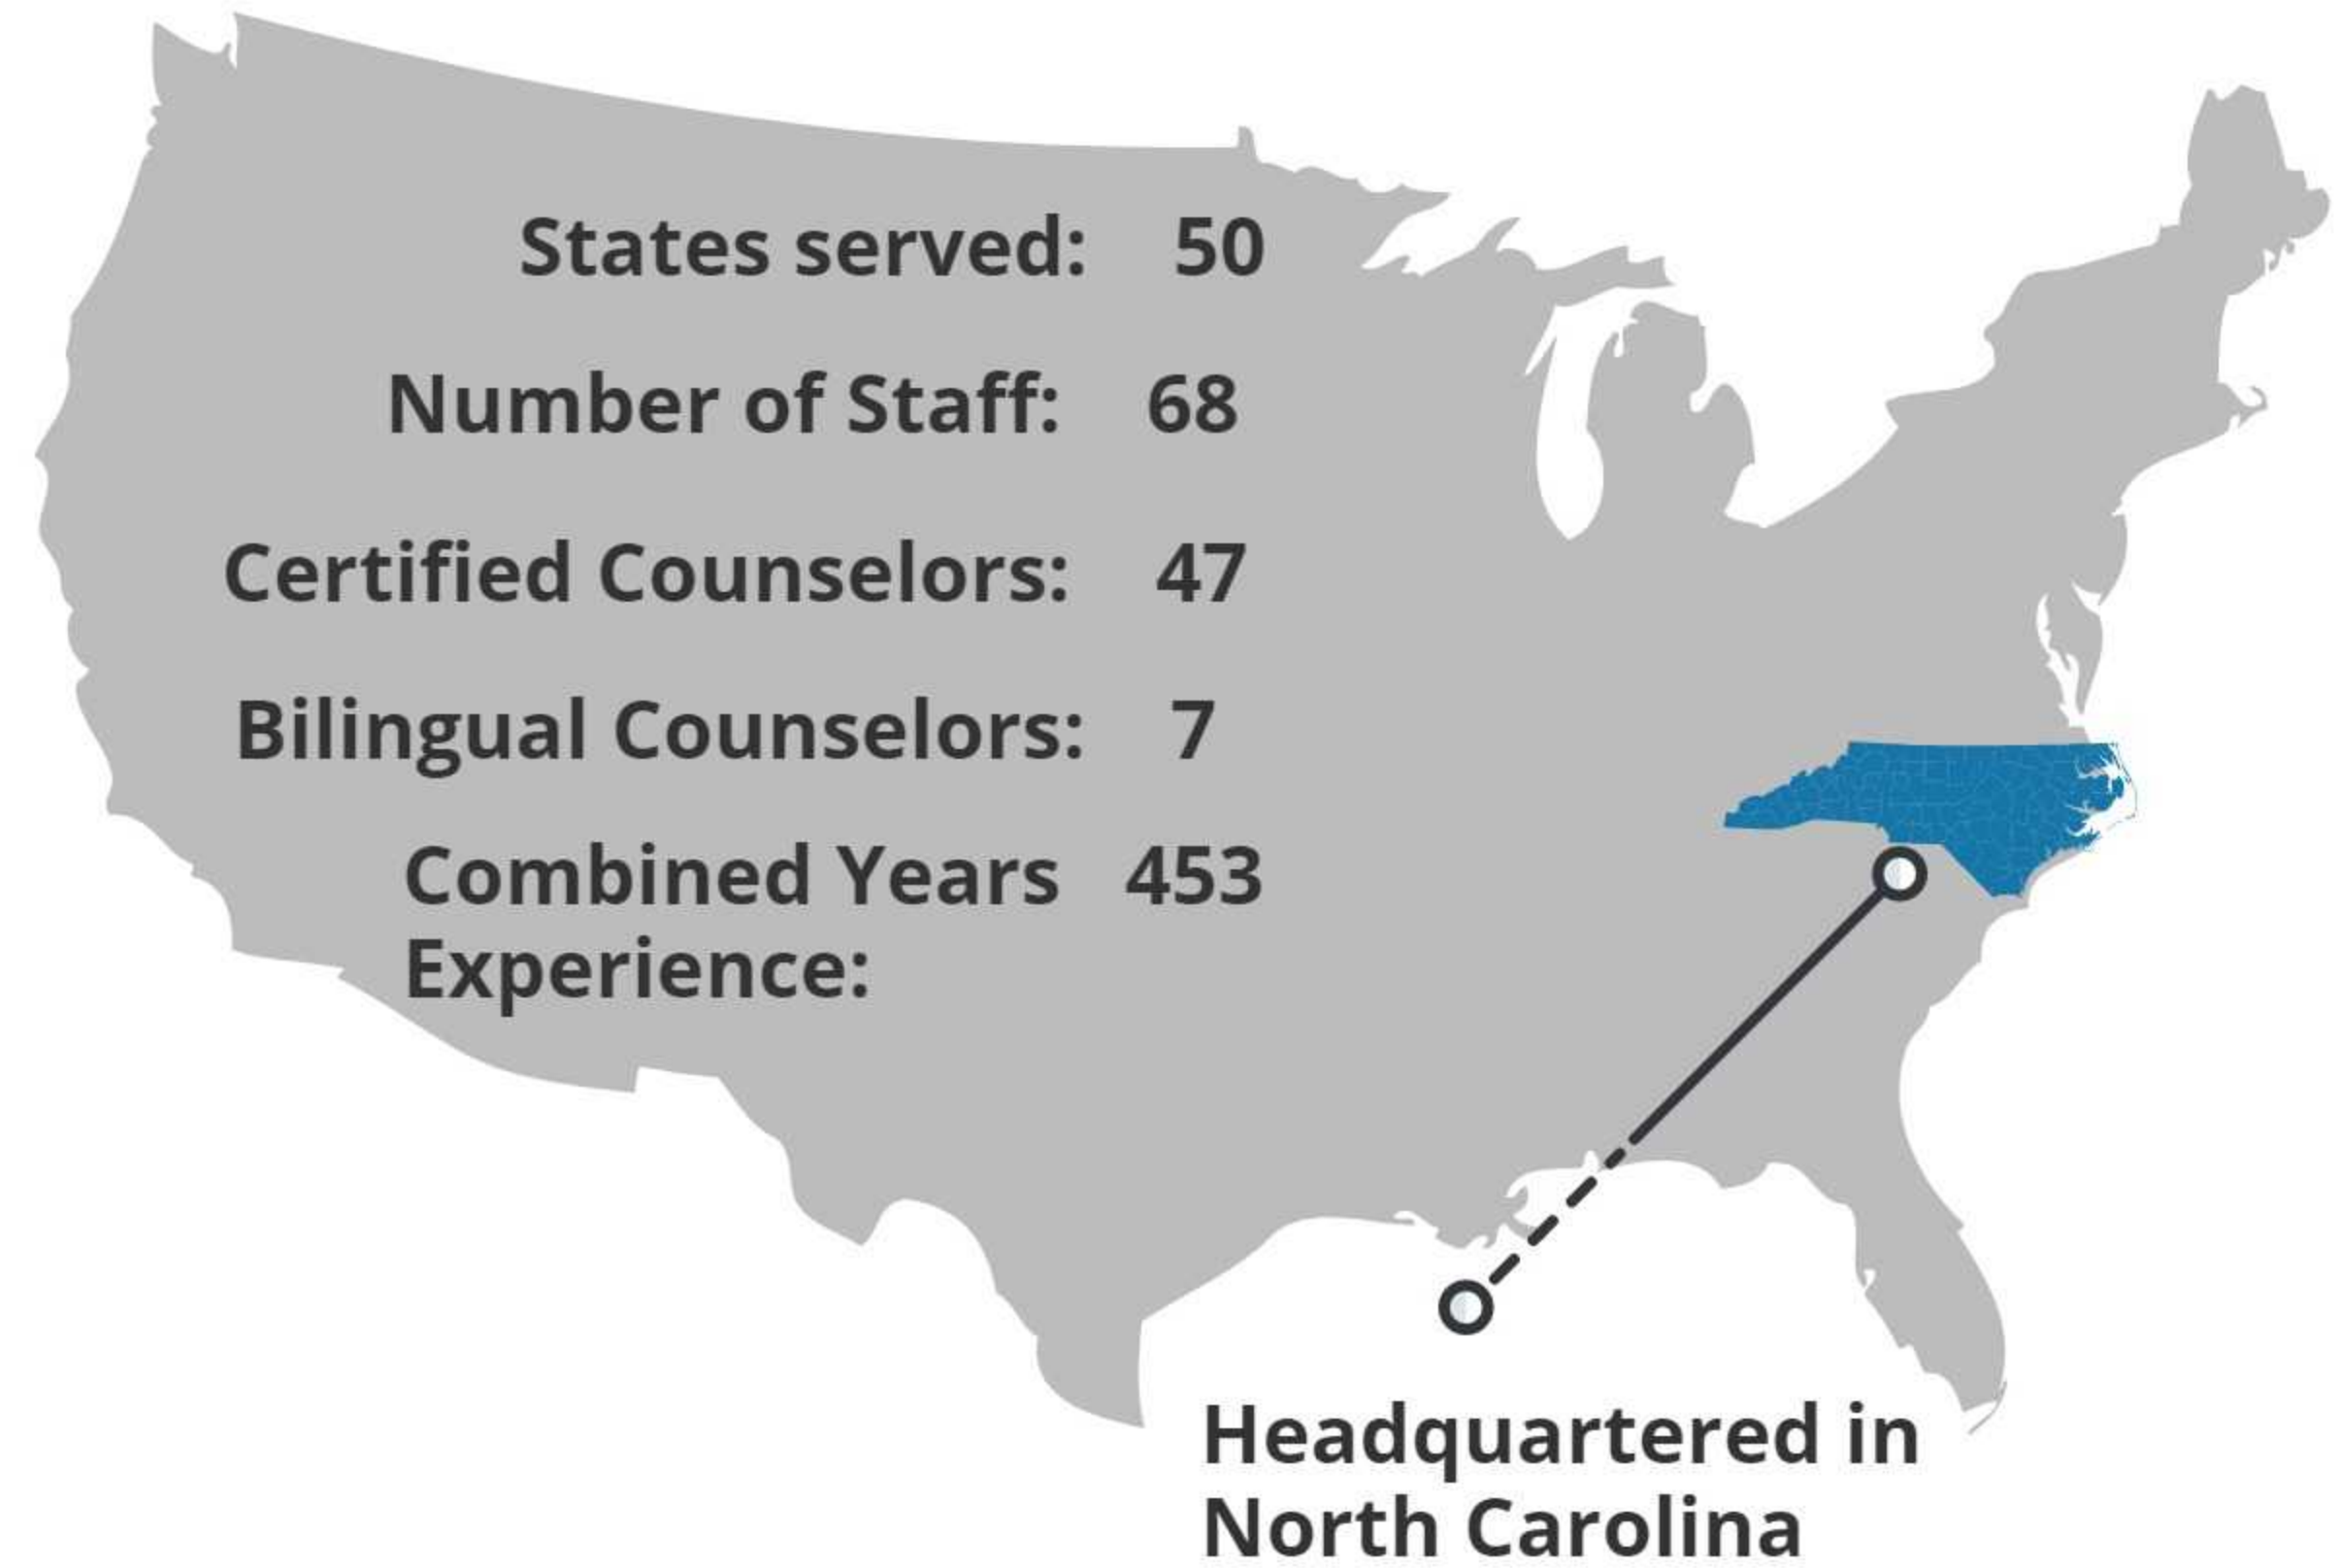 States served: 50
Number of Staff: 68
Certified Counselors: 47
Bilingual Counselors: 7
Combined Years 453
Experience:
Headquartered in
North Carolina